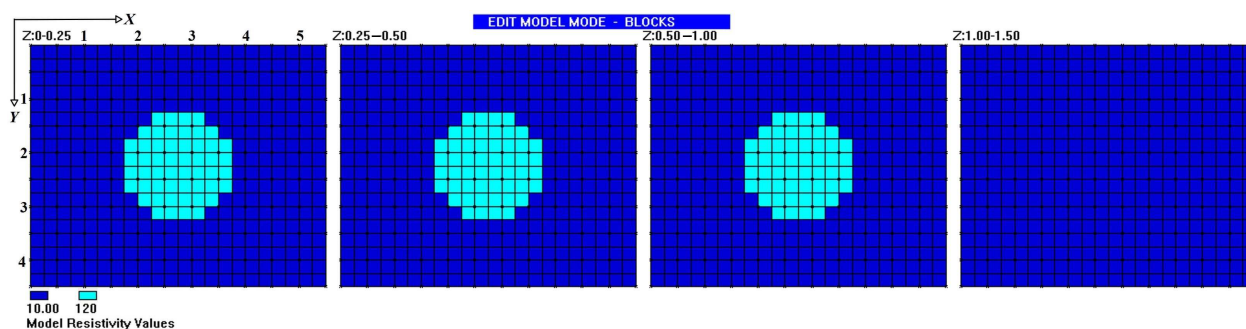 X
EDIT MODEL MODE - BLOCKS
Z:0-0.25 1 2 3 4 5
Z:0.25-0.50
Z:0.50-1.00
Z:1.00-1.50
1
Y
2
3
4
10.00 120
Model Resistivity Values